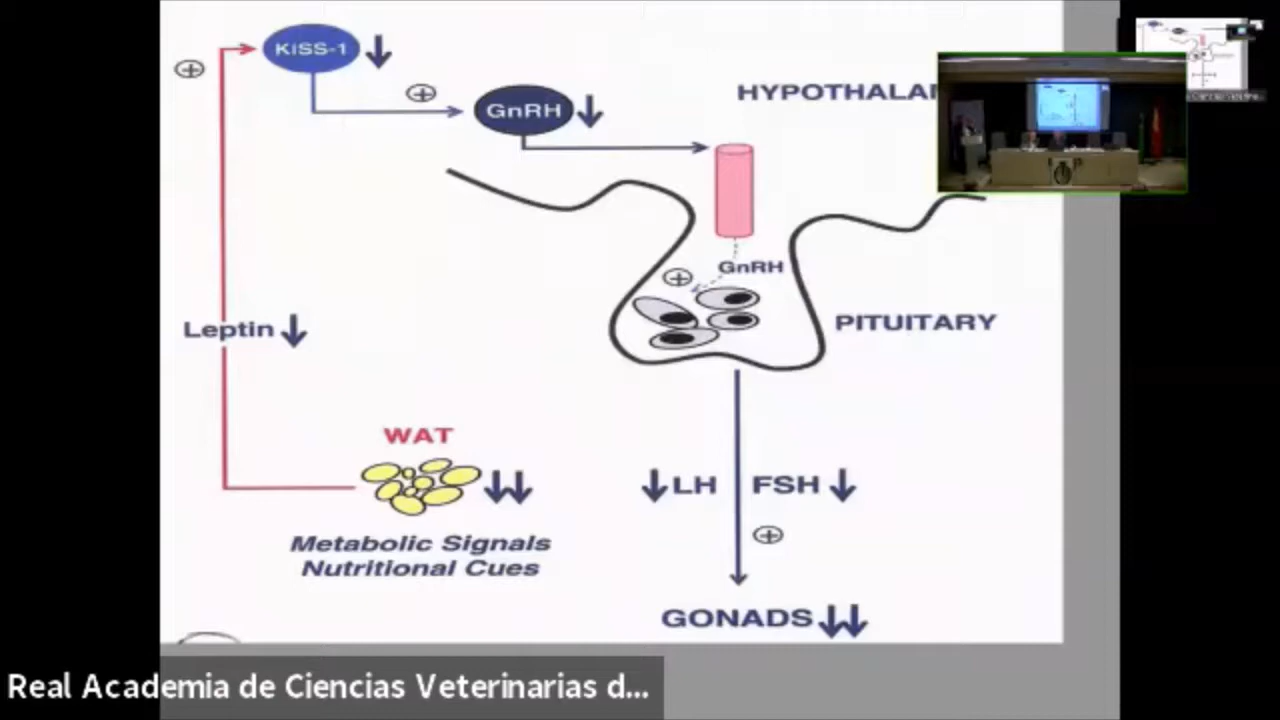 KiSS-1
GnRH
HYPOTHALA
GnRH
PITUITARY
Leptin
WAT
LH FSH
Metabolic Signals
Nutritional Cues
GONADS
Real Academia de Ciencias Veterinarias d...